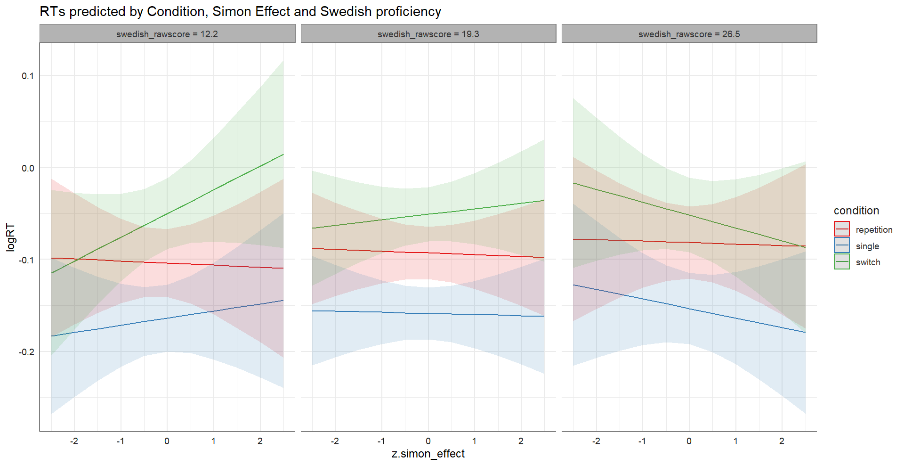 RTs predicted by Condition, Simon Effect and Swedish proficiency
swedish_rawscore = 12.2
swedish_rawscore = 19.3
swedish_rawscore = 26.5
0.1
0.0
-0.1
-0.2
logRT
-2 -1 0 1 2
-2 -1 0 1 2
-2 -1 0 1 2
z.simon_effect
condition
repetition
single
switch